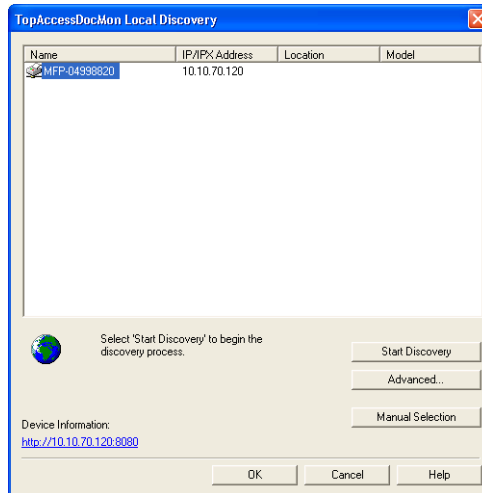 TopAccessDocMon Local Discovery
Name IP/IPX Address Location Model
MFP-04998820 10.10.70.120
Select 'Start Discovery' to begin the
discovery process.
Start Discovery
Advanced...
Manual Selection
Device Information:
http://10.10.70.120:8080
OK Cancel Help